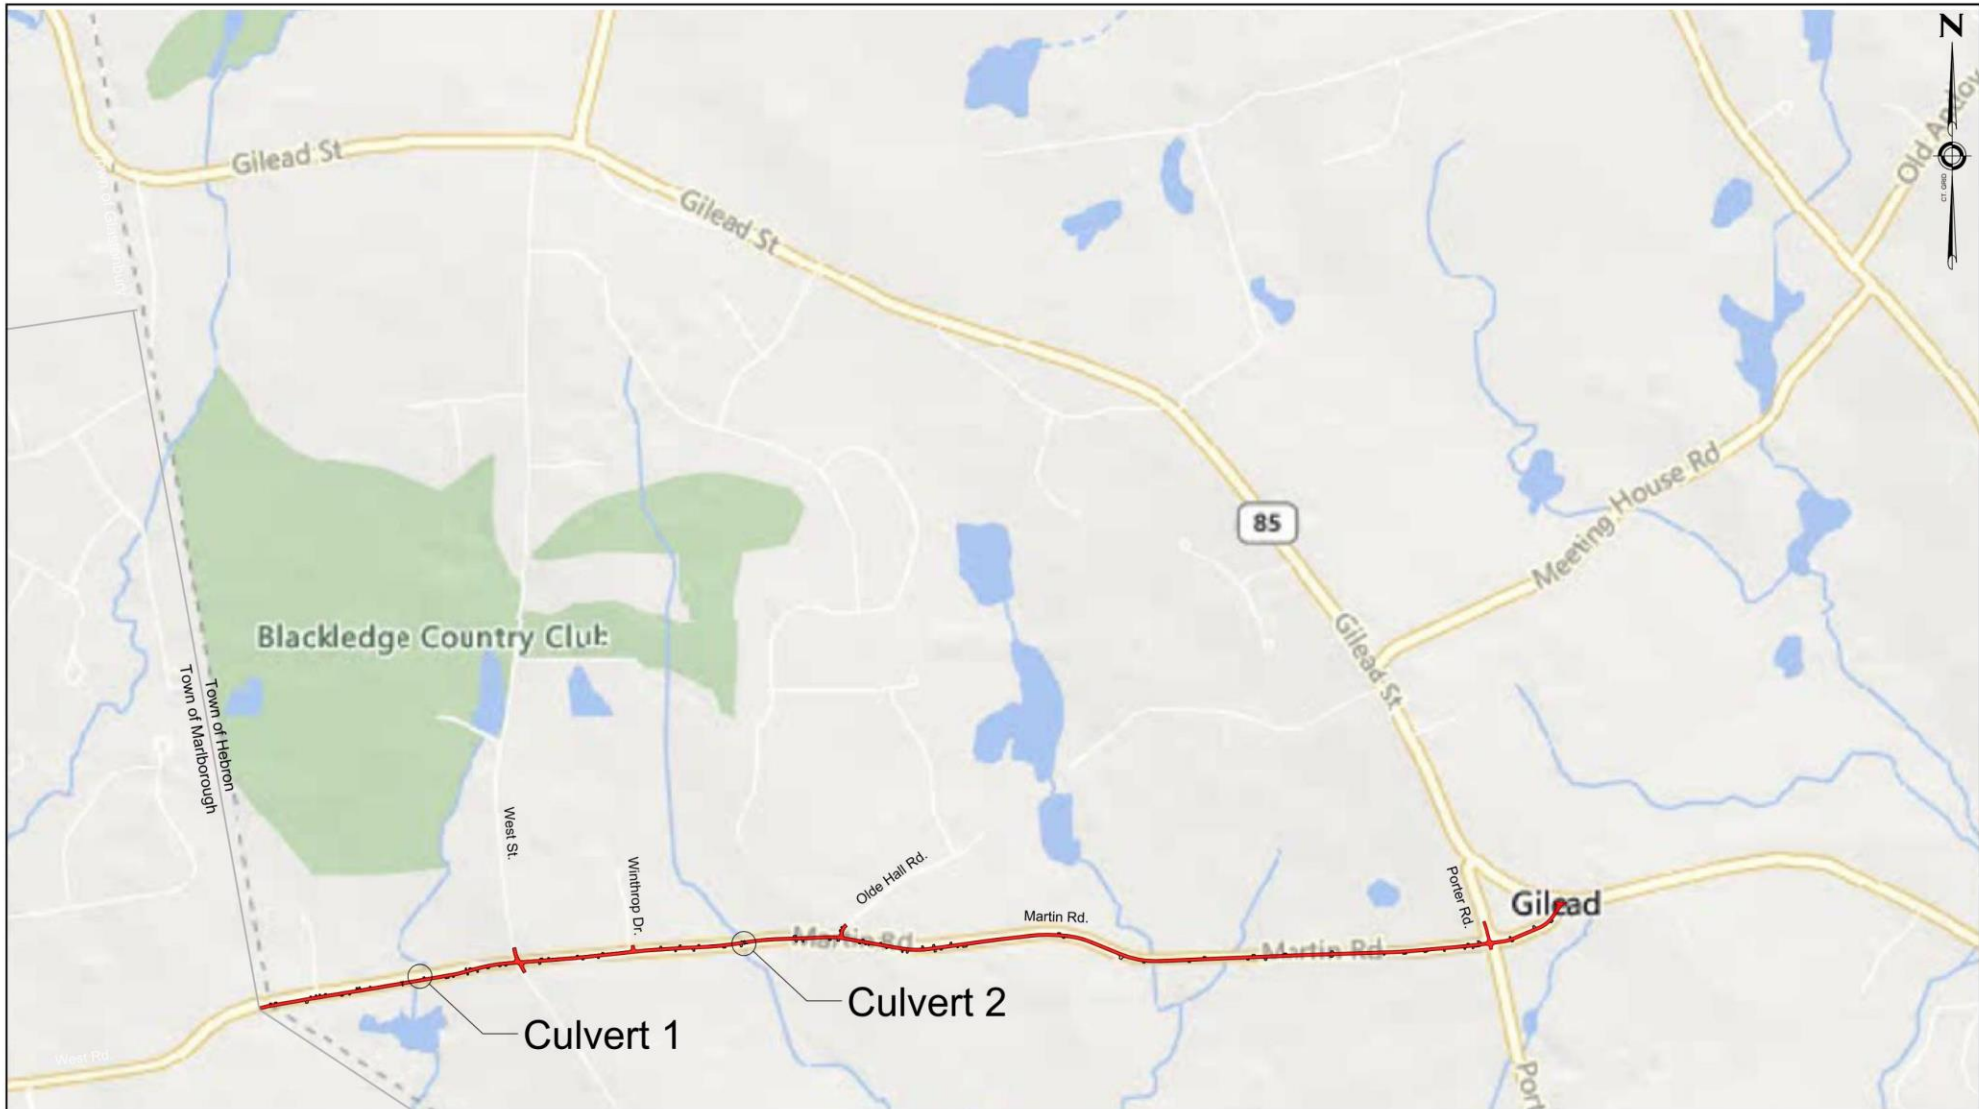 N
CT. GRID
Gilead St
Gilead St
85
Meeting House Rd
Blackledge Country Club
Gilead St
Town of Hebron
Town of Marlborough
West St.
Winthrop Dr.
Olde Hall Rd.
Porter Rd.
Gilead
Martin Rd.
Martin Rd
Martin Rd
Culvert 2
Culvert 1
West Rd